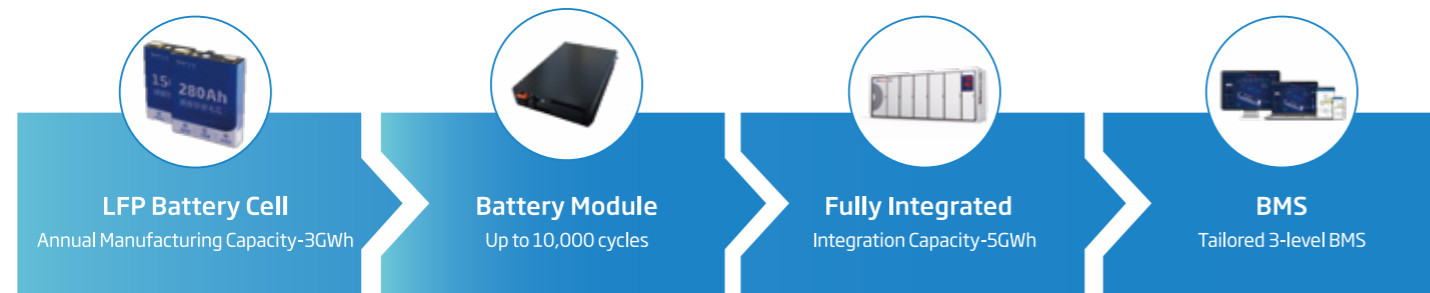 280Ah
LFP Battery Cell
Annual Manufacturing Capacity-3GWh
Battery Module
Up to 10,000 cycles
Fully Integrated
Integration Capacity-5GWh
BMS
Tailored 3-level BMS